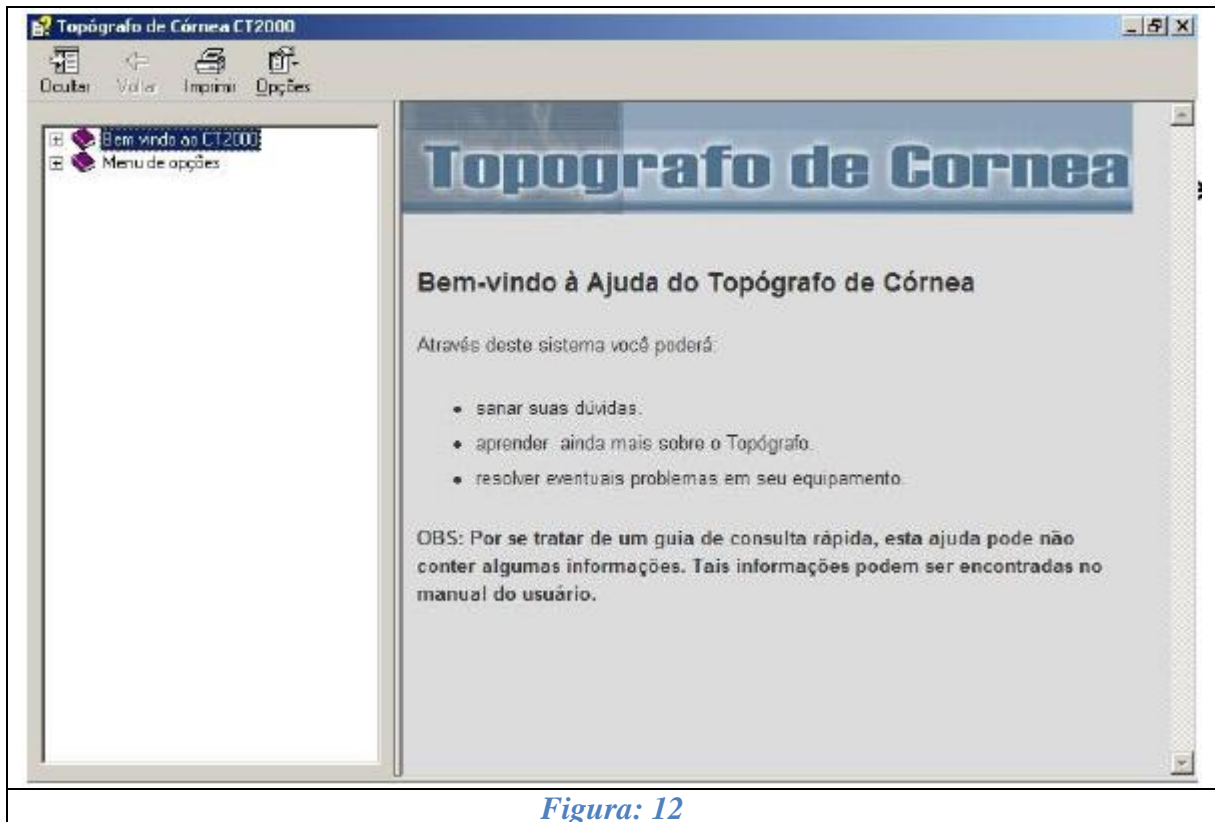 Topógrafo de Córnea CT2000
Ocultar Voltar Imprimir Opções
Bem vindo ao CT2000
Menu de opções
Topografo de Cornea
Bem-vindo à Ajuda do Topógrafo de Córnea
Através deste sistema você poderá:
• sanar suas dúvidas.
• aprender ainda mais sobre o Topógrafo.
• resolver eventuais problemas em seu equipamento.
OBS: Por se tratar de um guia de consulta rápida, esta ajuda pode não
conter algumas informações. Tais informações podem ser encontradas no
manual do usuário.
Figura: 12